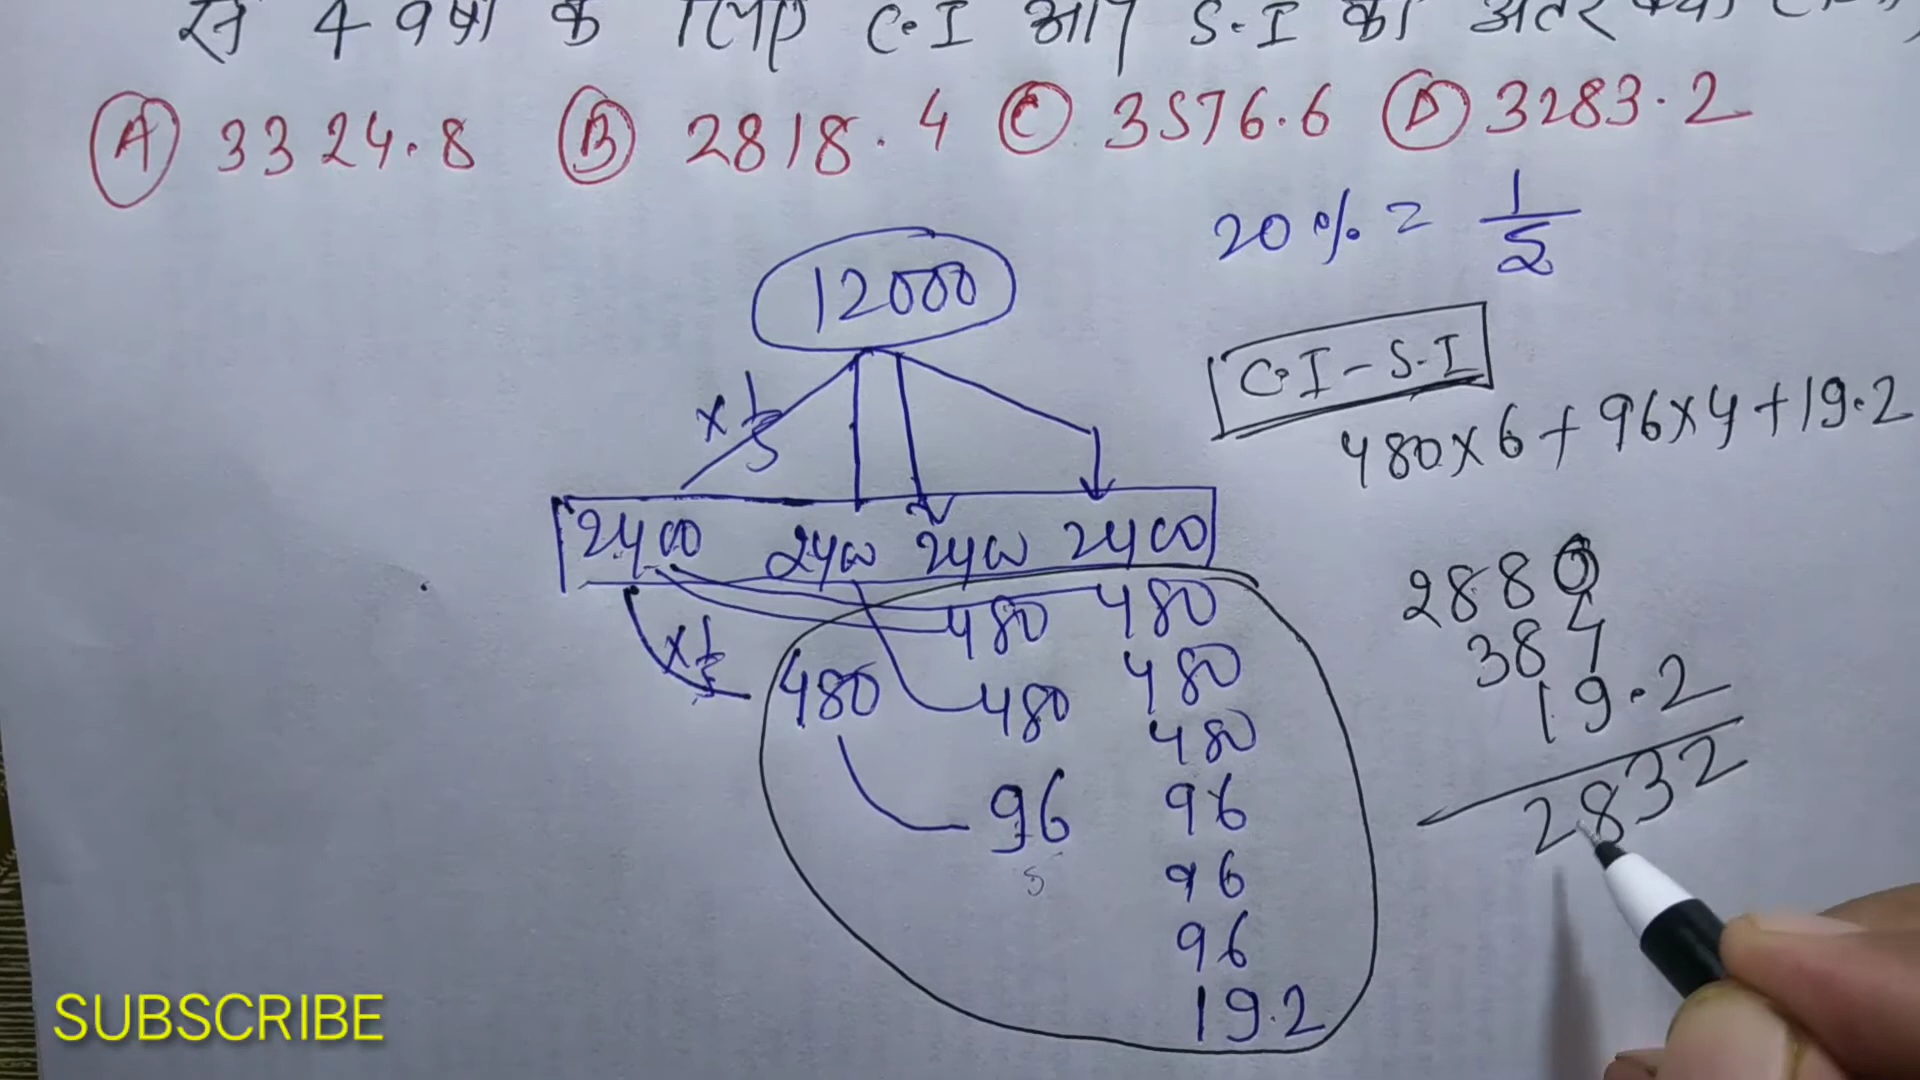 4 वर्षो के लिए C.I और S.I का अंतर क्या
(A) 3324.8 (B) 2818.4 (C) 3576.6 (D) 3283.2
20% = 1/5
12000
C.I - S.I
× 1/5
480×6 + 96×4 + 19.2
2400 2400 2400 2400
480 480
× 1/5
480 480 480
480
96 96
5
96
96
19.2
2880
384
19.2
2832
SUBSCRIBE